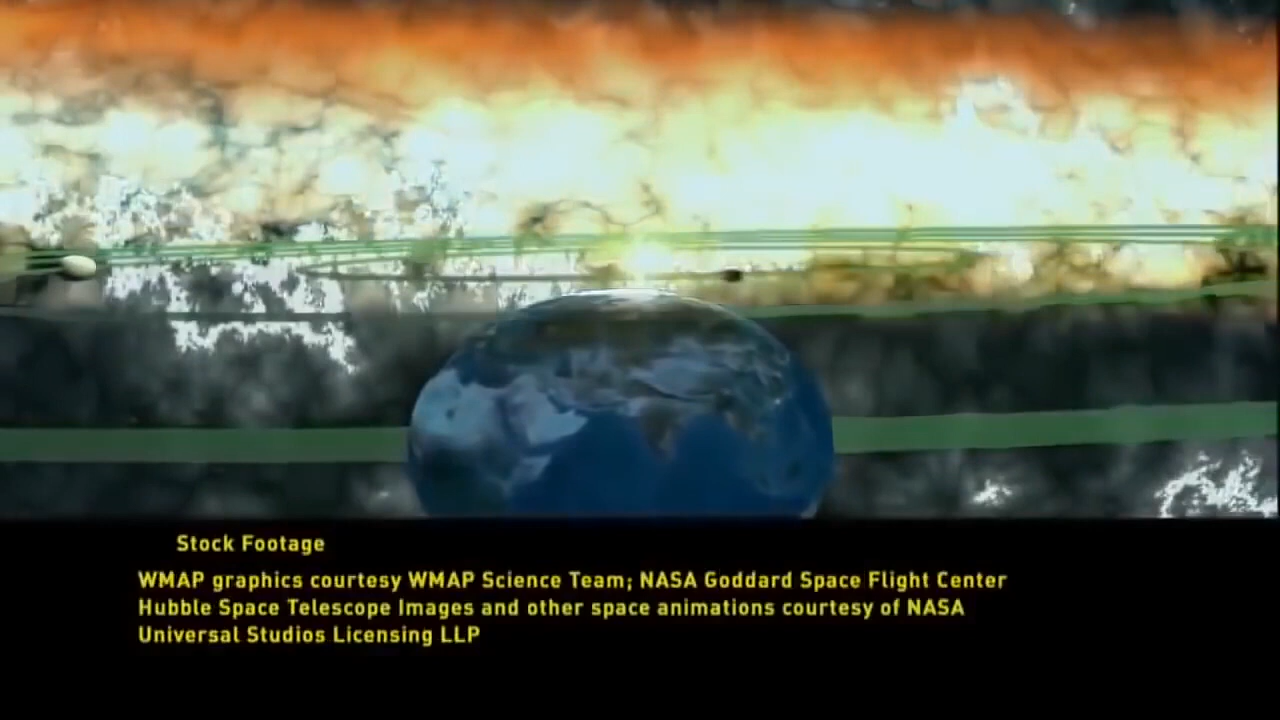 Stock Footage
WMAP graphics courtesy WMAP Science Team; NASA Goddard Space Flight Center
Hubble Space Telescope Images and other space animations courtesy of NASA
Universal Studios Licensing LLP